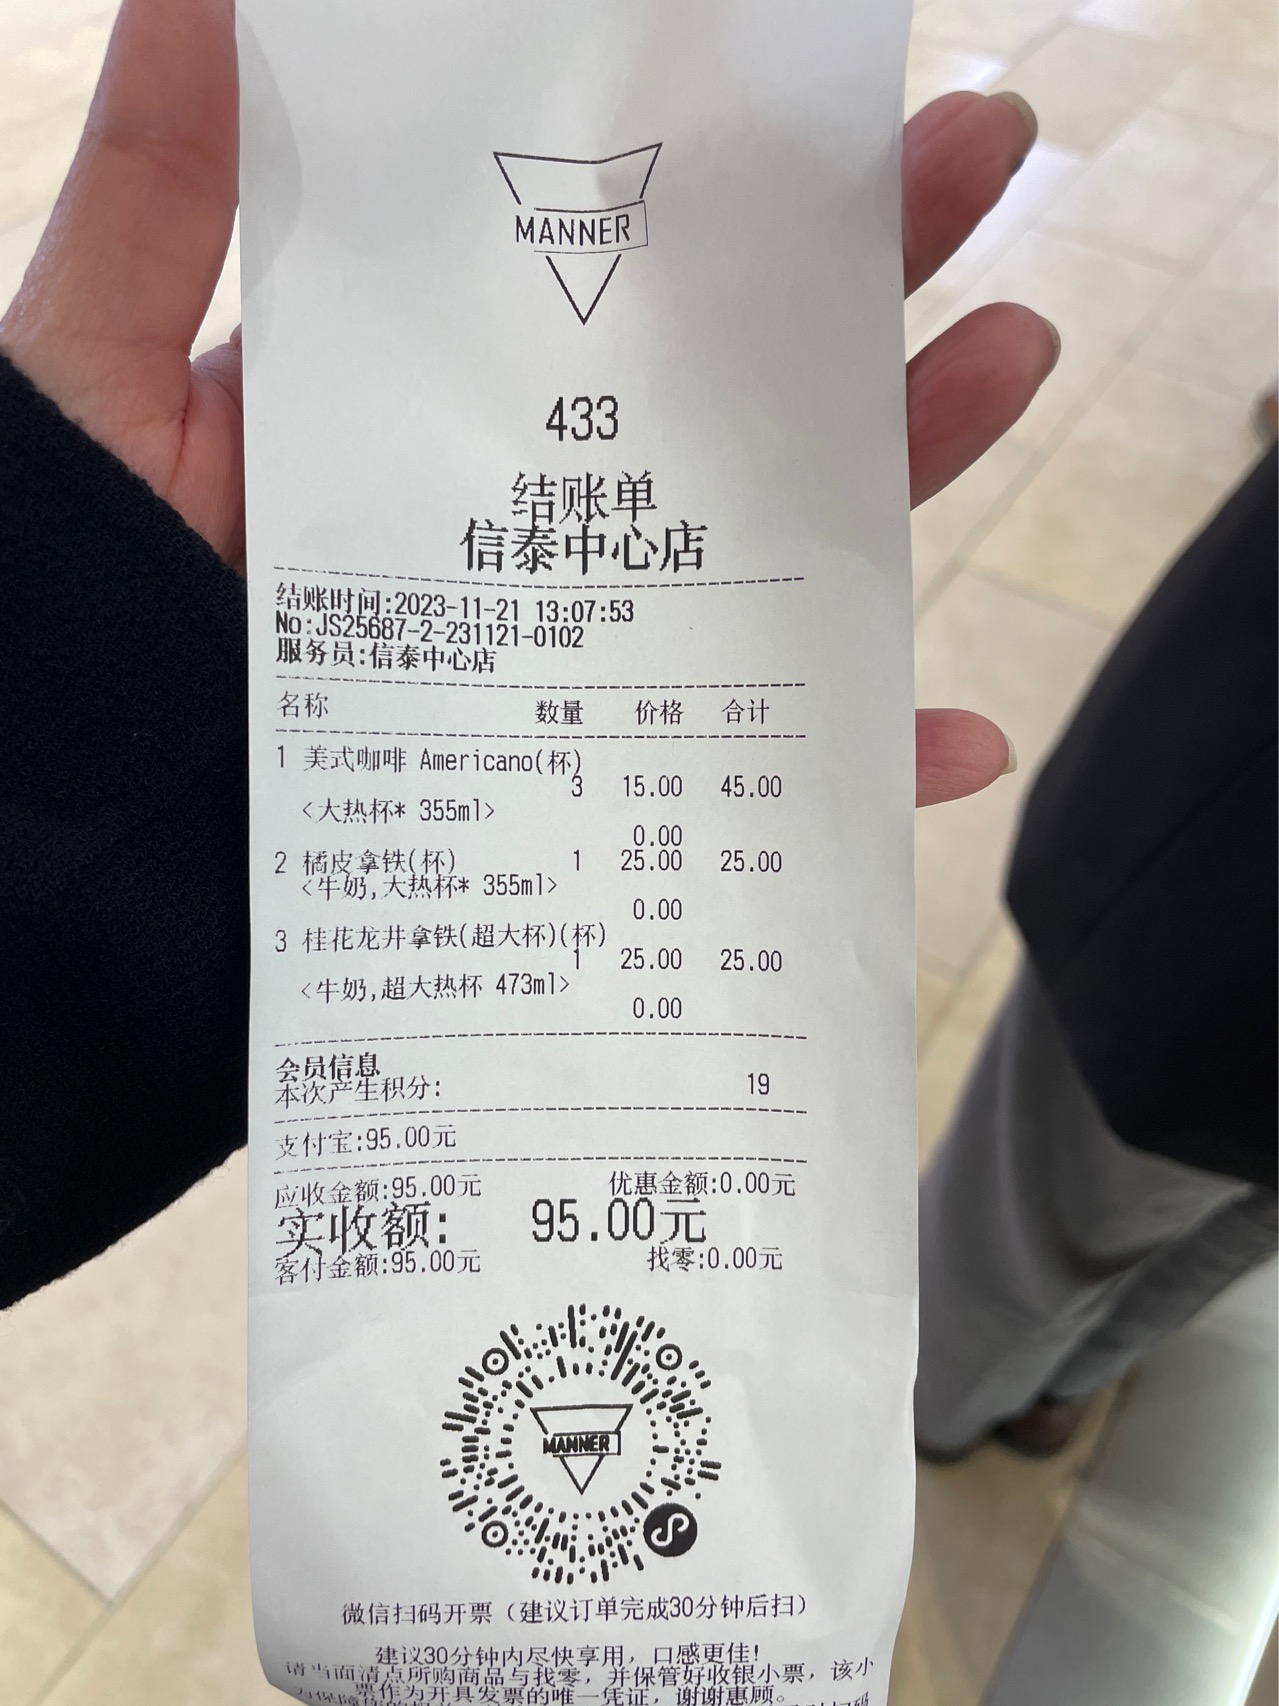 MANNER
433
结账单
信泰中心店
结账时间:2023-11-21 13:07:53
No:JS25687-2-231121-0102
服务员:信泰中心店
名称 数量 价格 合计
1 美式咖啡 Americano(杯)
3 15.00 45.00
<大热杯* 355ml>
0.00
2 橘皮拿铁(杯) 1 25.00 25.00
<牛奶,大热杯* 355ml>
0.00
3 桂花龙井拿铁(超大杯)(杯)
1 25.00 25.00
<牛奶,超大热杯 473ml>
0.00
会员信息
本次产生积分: 19
支付宝:95.00元
应收金额:95.00元 优惠金额:0.00元
实收额: 95.00元
客付金额:95.00元 找零:0.00元
MANNER
微信扫码开票（建议订单完成30分钟后扫）
建议30分钟内尽快享用，口感更佳!
请当面清点所购商品与找零，并保管好收银小票，该小
票作为开具发票的唯一凭证，谢谢惠顾。